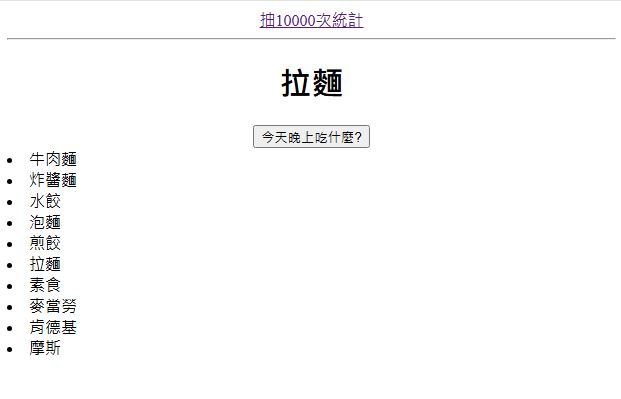 抽10000次統計
拉麵
今天晚上吃什麼?
牛肉麵
炸醬麵
水餃
泡麵
煎餃
拉麵
素食
麥當勞
肯德基
摩斯